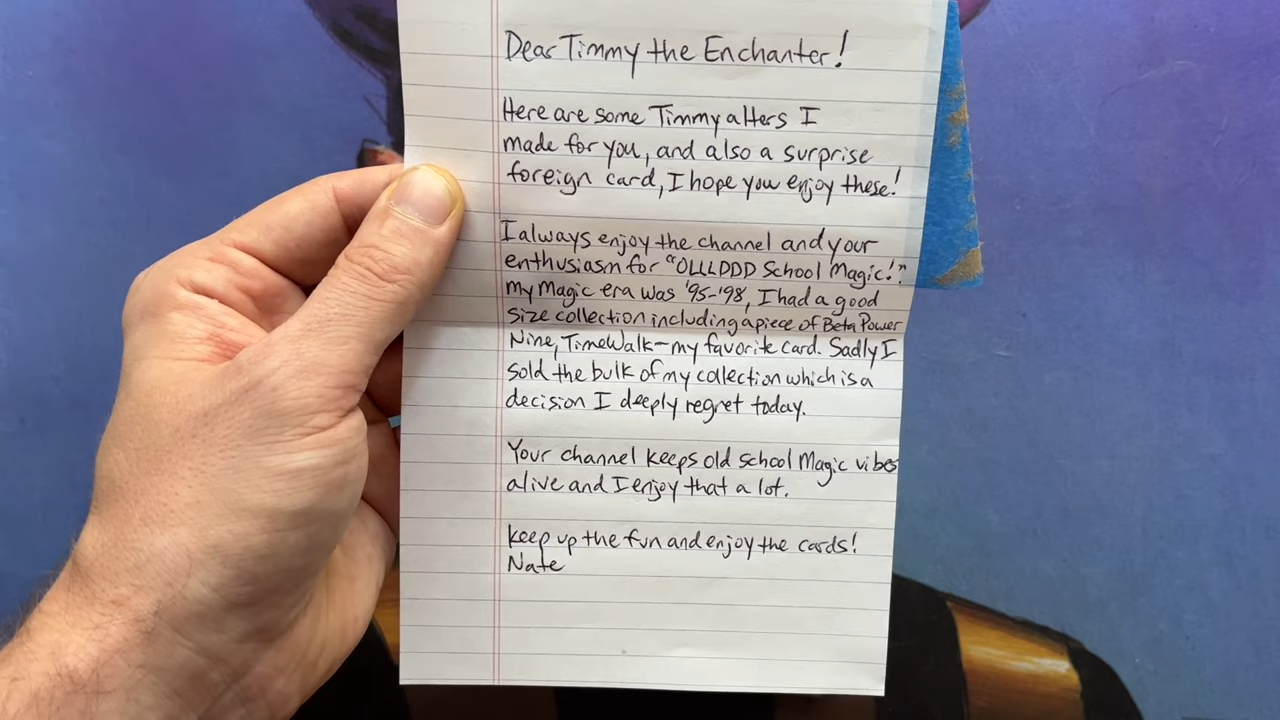 Dear Timmy the Enchanter!
Here are some Timmy alters I
made for you, and also a surprise
foreign card, I hope you enjoy these!
I always enjoy the channel and your
enthusiasm for "OLLLDDD School Magic!"
My Magic era was '95-'98, I had a good
size collection including a piece of Beta Power
Nine, Time Walk - my favorite card. Sadly I
sold the bulk of my collection which is a
decision I deeply regret today.
Your channel keeps old school Magic vibes
alive and I enjoy that a lot.
Keep up the fun and enjoy the cards!
Nate